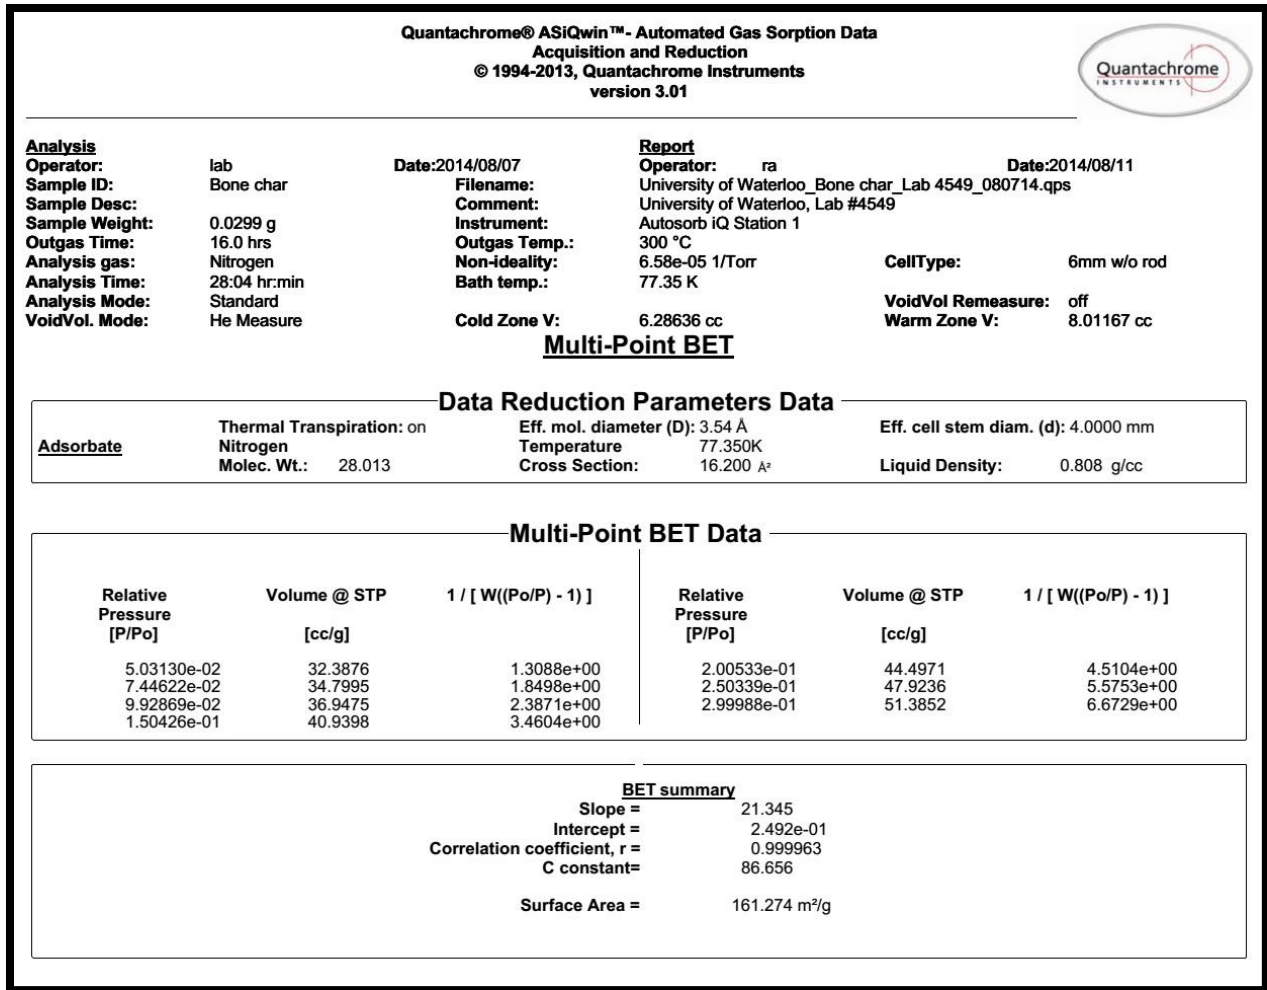 Quantachrome® ASiQwin™- Automated Gas Sorption Data
Acquisition and Reduction
© 1994-2013, Quantachrome Instruments
version 3.01
Quantachrome
INSTRUMENTS
Analysis Report
Operator: lab Date:2014/08/07 Operator: ra Date:2014/08/11
Sample ID: Bone char Filename: University of Waterloo_Bone char_Lab 4549_080714.qps
Sample Desc: Comment: University of Waterloo, Lab #4549
Sample Weight: 0.0299 g Instrument: Autosorb iQ Station 1
Outgas Time: 16.0 hrs Outgas Temp.: 300 °C
Analysis gas: Nitrogen Non-ideality: 6.58e-05 1/Torr CellType: 6mm w/o rod
Analysis Time: 28:04 hr:min Bath temp.: 77.35 K
Analysis Mode: Standard VoidVol Remeasure: off
VoidVol. Mode: He Measure Cold Zone V: 6.28636 cc Warm Zone V: 8.01167 cc
Multi-Point BET
Data Reduction Parameters Data
Thermal Transpiration: on Eff. mol. diameter (D): 3.54 Å Eff. cell stem diam. (d): 4.0000 mm
Adsorbate Nitrogen Temperature 77.350K
Molec. Wt.: 28.013 Cross Section: 16.200 Å² Liquid Density: 0.808 g/cc
Multi-Point BET Data
Relative Volume @ STP 1 / [ W((Po/P) - 1) ] Relative Volume @ STP 1 / [ W((Po/P) - 1) ]
Pressure Pressure
[P/Po] [cc/g] [P/Po] [cc/g]
5.03130e-02 32.3876 1.3088e+00 2.00533e-01 44.4971 4.5104e+00
7.44622e-02 34.7995 1.8498e+00 2.50339e-01 47.9236 5.5753e+00
9.92869e-02 36.9475 2.3871e+00 2.99988e-01 51.3852 6.6729e+00
1.50426e-01 40.9398 3.4604e+00
BET summary
Slope = 21.345
Intercept = 2.492e-01
Correlation coefficient, r = 0.999963
C constant= 86.656
Surface Area = 161.274 m²/g